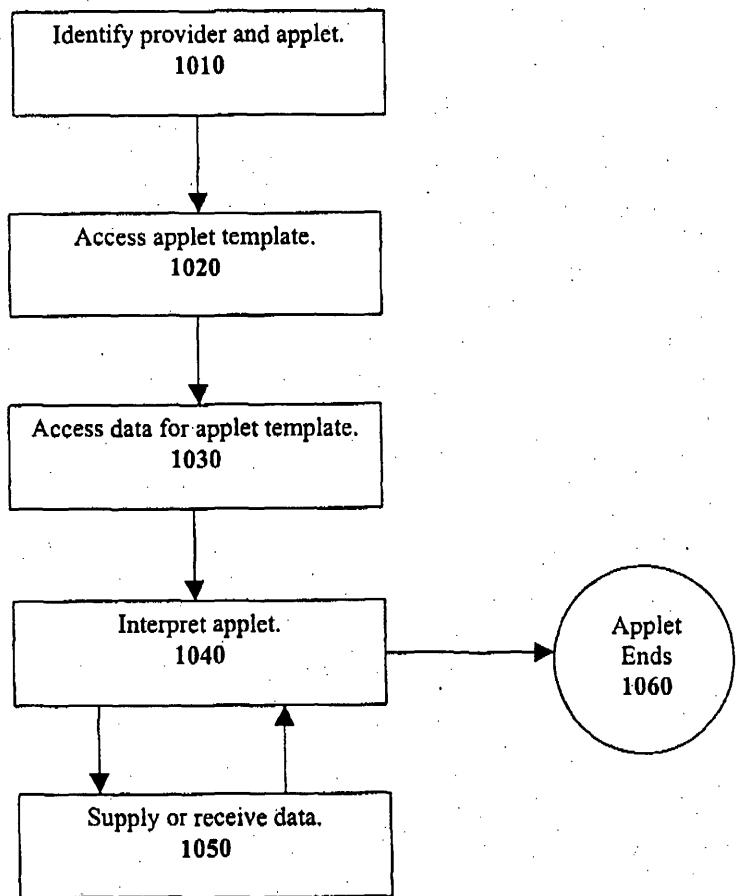 Identify provider and applet.
1010
Access applet template.
1020
Access data for applet template.
1030
Interpret applet.
1040
Applet
Ends
1060
Supply or receive data.
1050